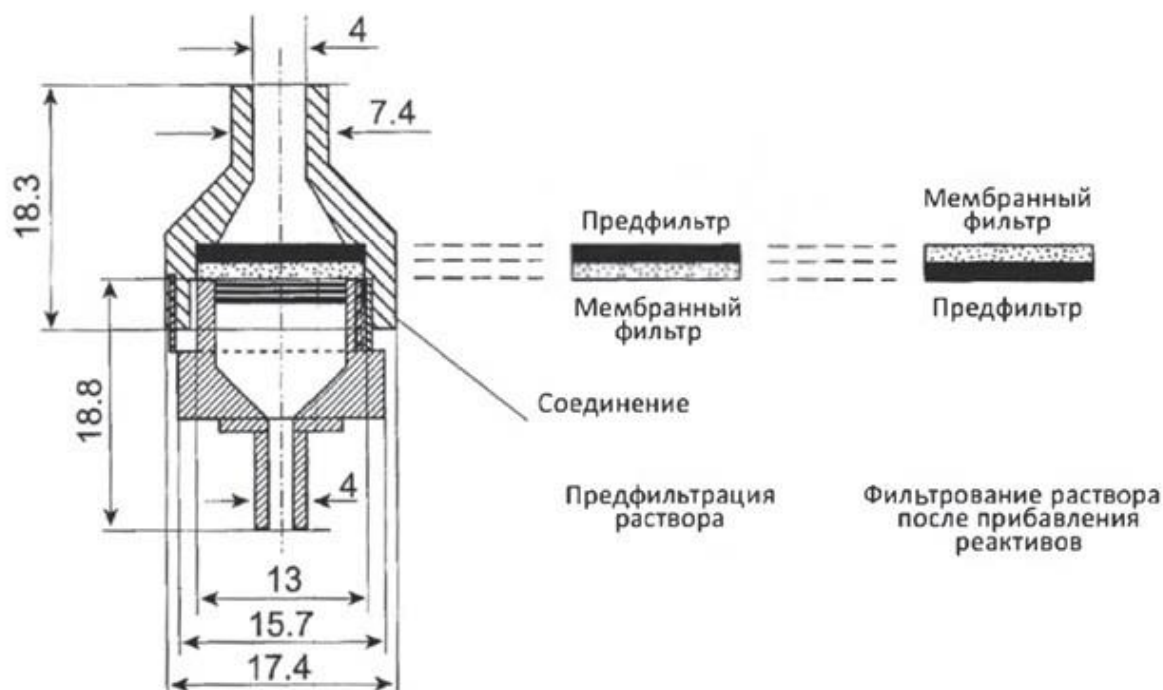 4
7.4
18.3
Предфильтр
Мембранный
фильтр
Мембранный
фильтр
Предфильтр
18.8
Соединение
4
Предфильтрация
раствора
Фильтрование раствора
после прибавления
реактивов
13
15.7
17.4